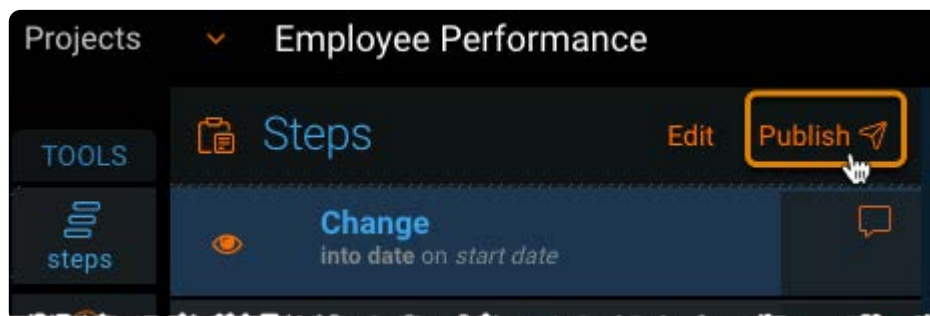 Projects Employee Performance
TOOLS
Steps Edit Publish
steps
Change
into date on start date